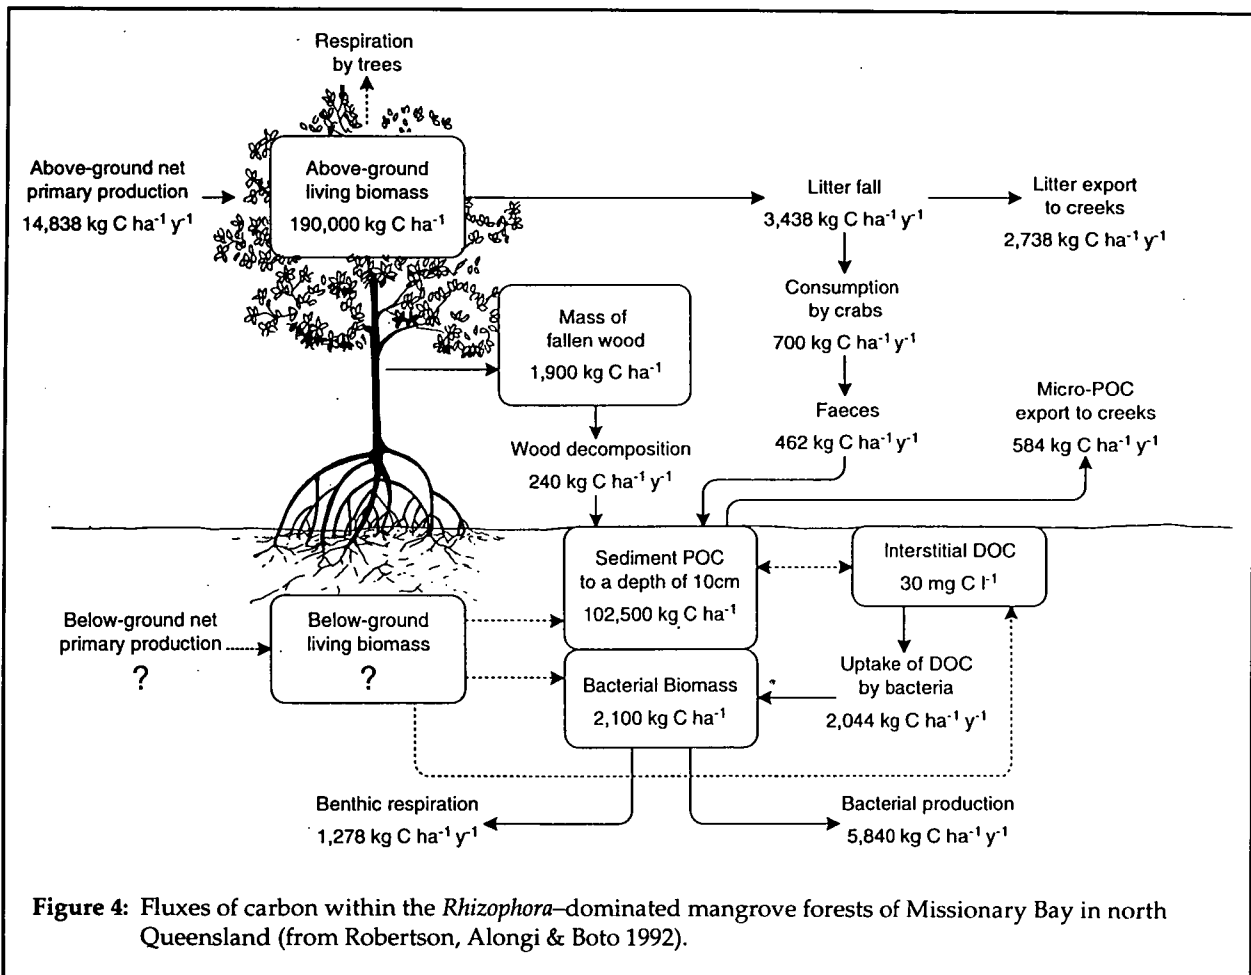 Respiration
by trees
Above-ground net
primary production
14,838 kg C ha⁻¹ y⁻¹
Above-ground
living biomass
190,000 kg C ha⁻¹
Litter fall
3,438 kg C ha⁻¹ y⁻¹
Litter export
to creeks
2,738 kg C ha⁻¹ y⁻¹
Consumption
by crabs
700 kg C ha⁻¹ y⁻¹
Mass of
fallen wood
1,900 kg C ha⁻¹
Faeces
462 kg C ha⁻¹ y⁻¹
Micro-POC
export to creeks
584 kg C ha⁻¹ y⁻¹
Wood decomposition
240 kg C ha⁻¹ y⁻¹
Sediment POC
to a depth of 10cm
102,500 kg C ha⁻¹
Interstitial DOC
30 mg C l⁻¹
Below-ground net
primary production
?
Below-ground
living biomass
?
Bacterial Biomass
2,100 kg C ha⁻¹
Uptake of DOC
by bacteria
2,044 kg C ha⁻¹ y⁻¹
Benthic respiration
1,278 kg C ha⁻¹ y⁻¹
Bacterial production
5,840 kg C ha⁻¹ y⁻¹
Figure 4: Fluxes of carbon within the Rhizophora–dominated mangrove forests of Missionary Bay in north
Queensland (from Robertson, Alongi & Boto 1992).